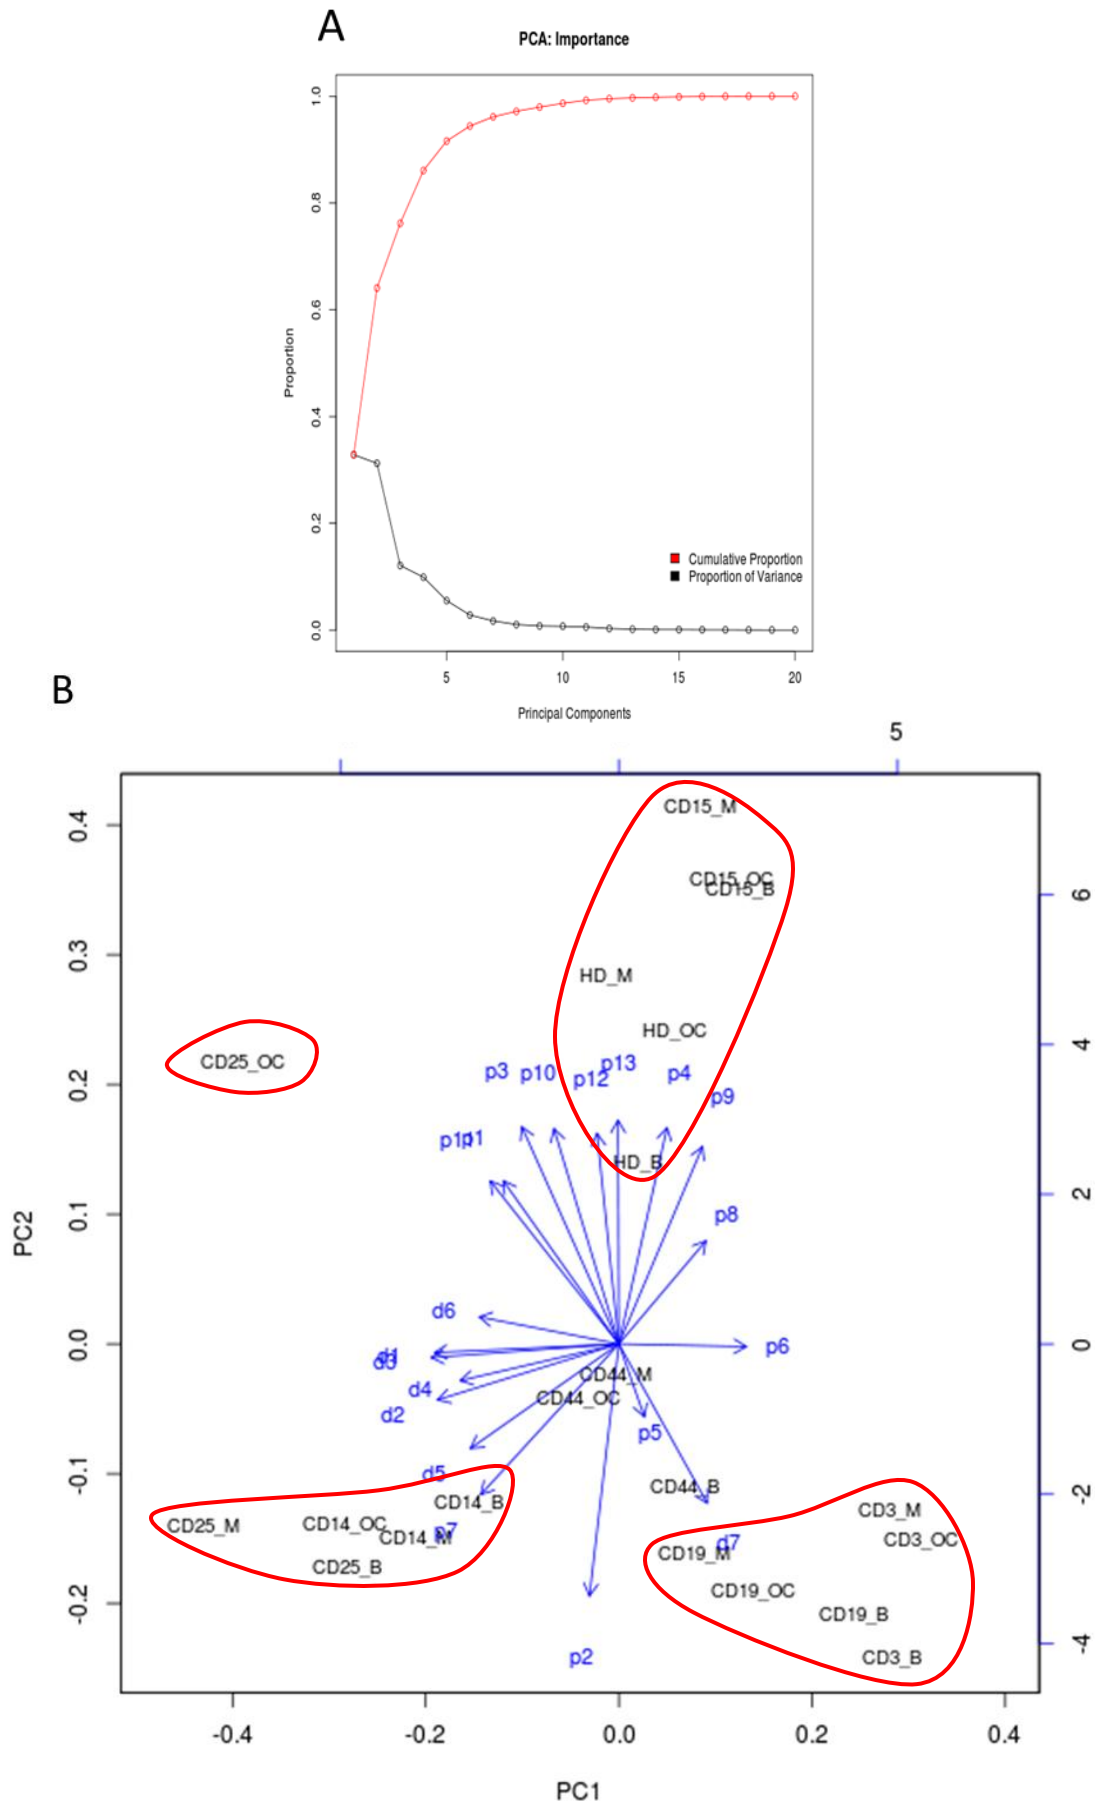 A
PCA: Importance
1.0
0.8
0.6
0.4
0.2
0.0
Proportion
Cumulative Proportion
Proportion of Variance
5
10
15
20
Principal Components
B
5
CD15_M
0.4
CD15_OC
CD15_B
6
0.3
HD_M
HD_OC
CD25_OC
4
p3
p10
p12
p13
p4
p9
0.2
p11
p1
HD_B
2
p8
0.1
d6
PC2
0.0
0
p6
d1
d3
d4
d2
CD44_M
CD44_OC
p5
-0.1
d5
CD14_B
CD44_B
-2
CD25_M
CD14_OC
CD14_M
p7
CD25_B
CD3_M
CD3_OC
d7
CD19_M
CD19_OC
CD19_B
-0.2
CD3_B
p2
-4
-0.4
-0.2
0.0
0.2
0.4
PC1